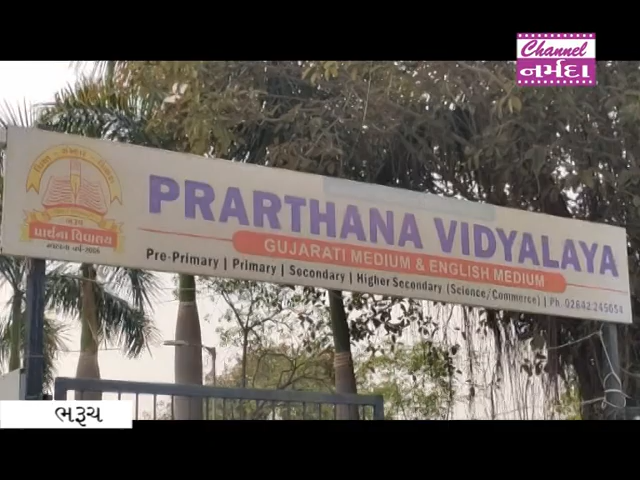 Channel
નર્મદા
પ્રાર્થના વિદ્યાલય
PRARTHANA VIDYALAYA
GUJARATI MEDIUM & ENGLISH MEDIUM
Pre-Primary | Primary | Socondary | Higher Secondary (Science/Commerce) | Ph. 02642 245054
ભરૂચ